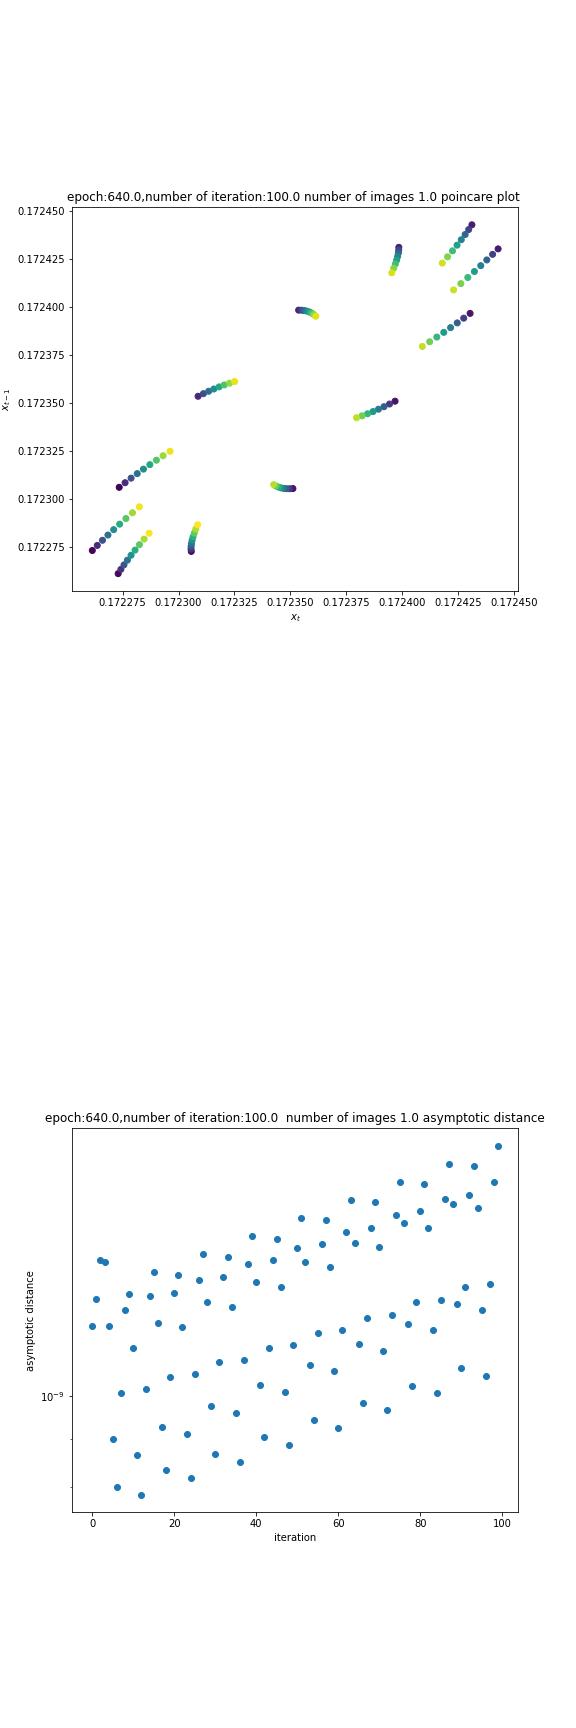 epoch:640.0,number of iteration:100.0 number of images 1.0 poincare plot
0.172450
0.172425
0.172400
0.172375
0.172350
0.172325
0.172300
0.172275
x_{t-1}
0.172275 0.172300 0.172325 0.172350 0.172375 0.172400 0.172425 0.172450
x_t
epoch:640.0,number of iteration:100.0  number of images 1.0 asymptotic distance
asymptotic distance
10^{-9}
0 20 40 60 80 100
iteration